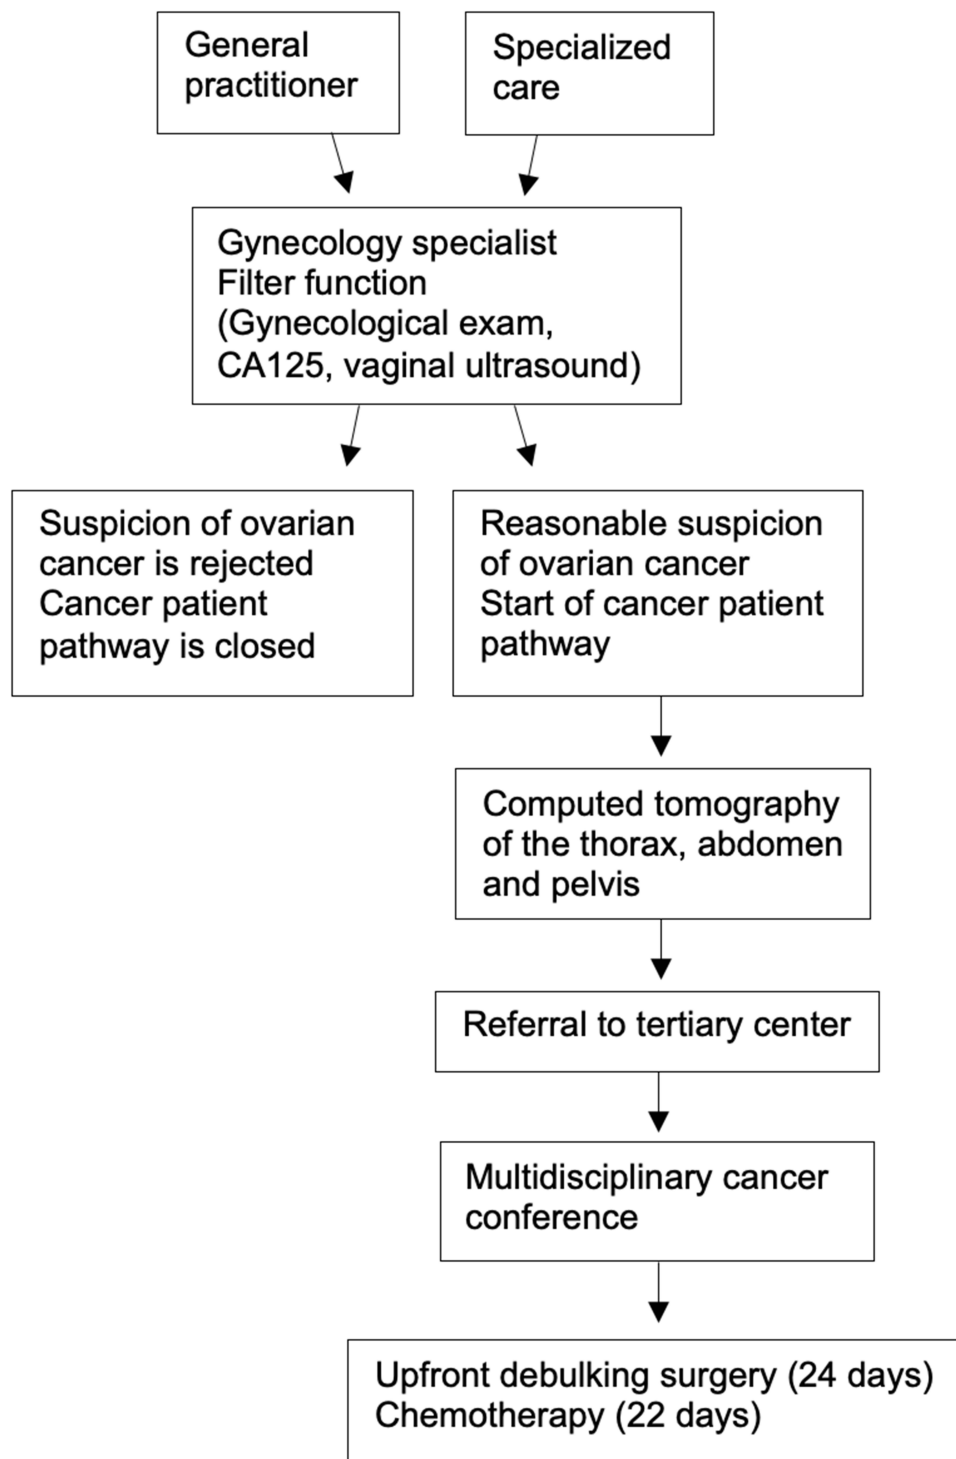 General
practitioner
Specialized
care
Gynecology specialist
Filter function
(Gynecological exam,
CA125, vaginal ultrasound)
Suspicion of ovarian
cancer is rejected
Cancer patient
pathway is closed
Reasonable suspicion
of ovarian cancer
Start of cancer patient
pathway
Computed tomography
of the thorax, abdomen
and pelvis
Referral to tertiary center
Multidisciplinary cancer
conference
Upfront debulking surgery (24 days)
Chemotherapy (22 days)